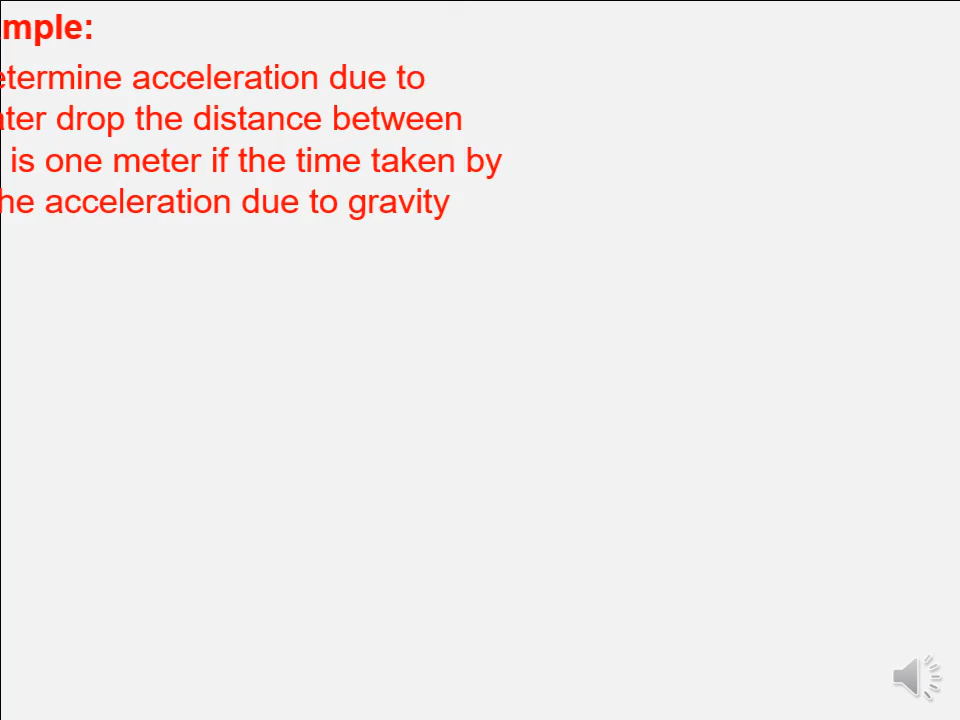 mple:
etermine acceleration due to
ater drop the distance between
is one meter if the time taken by
he acceleration due to gravity